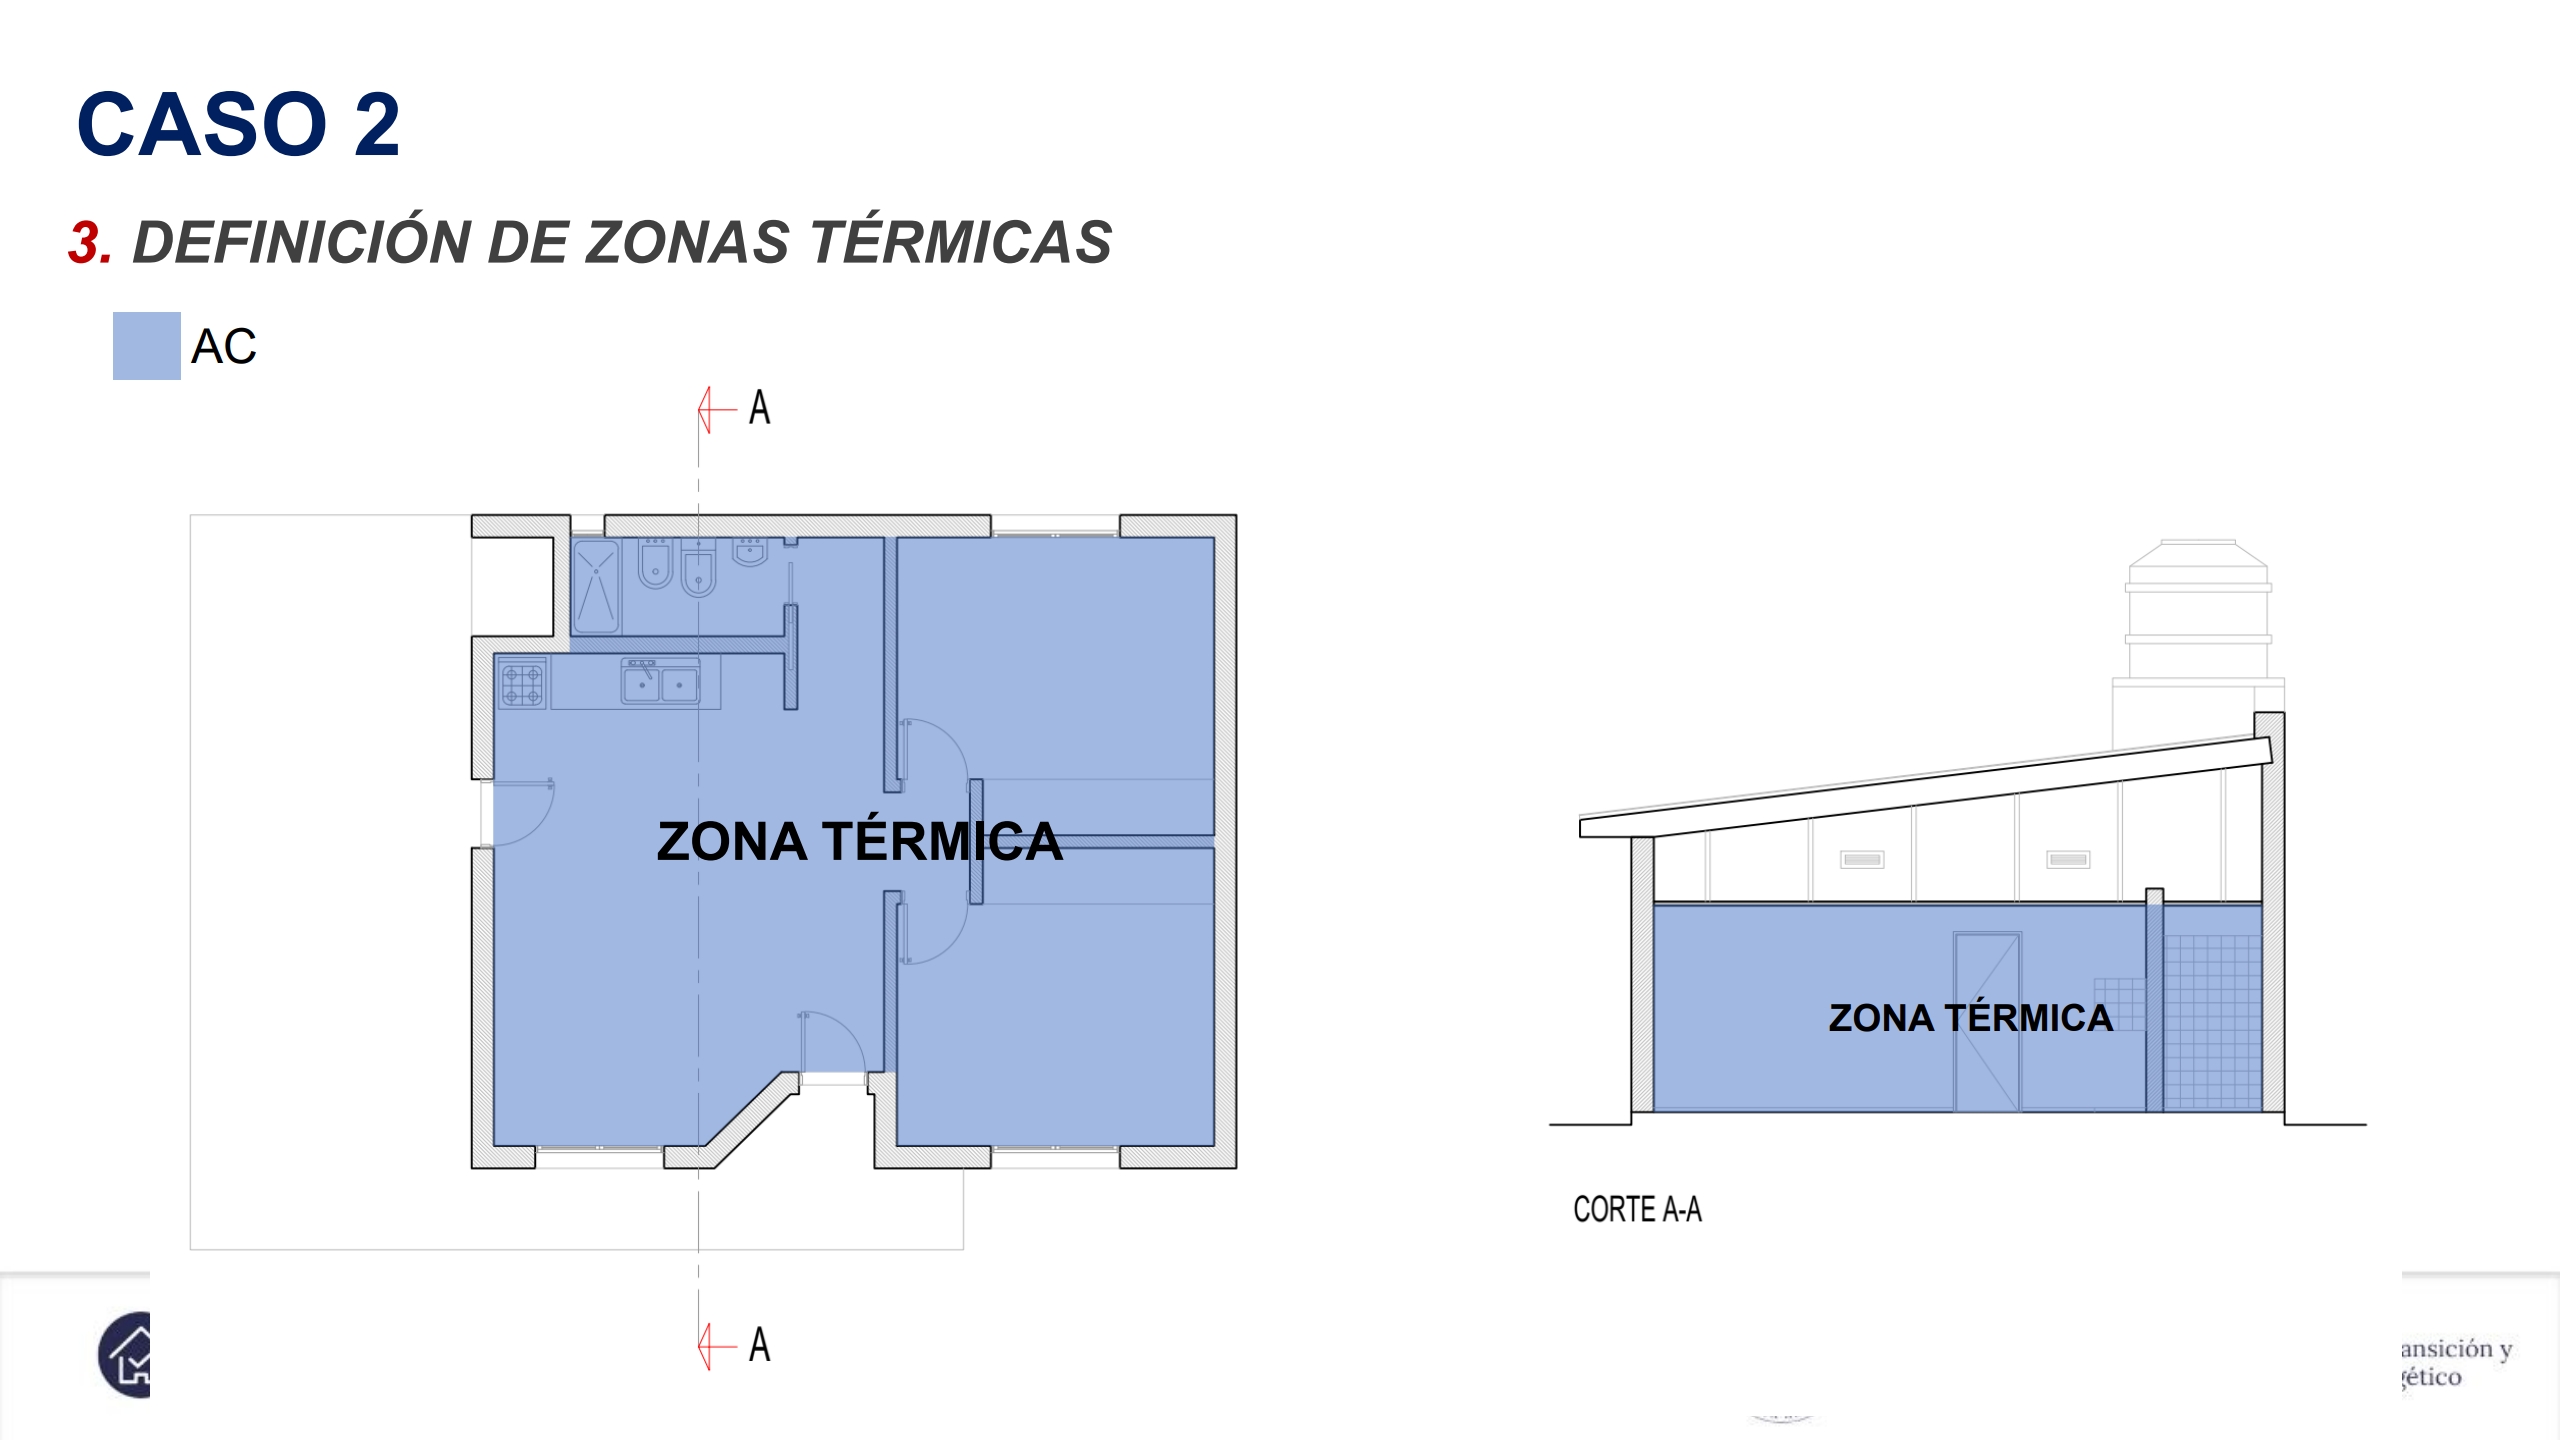 CASO 2
3. DEFINICIÓN DE ZONAS TÉRMICAS
AC
A
ZONA TÉRMICA
ZONA TÉRMICA
CORTE A-A
A
ansición y
gético